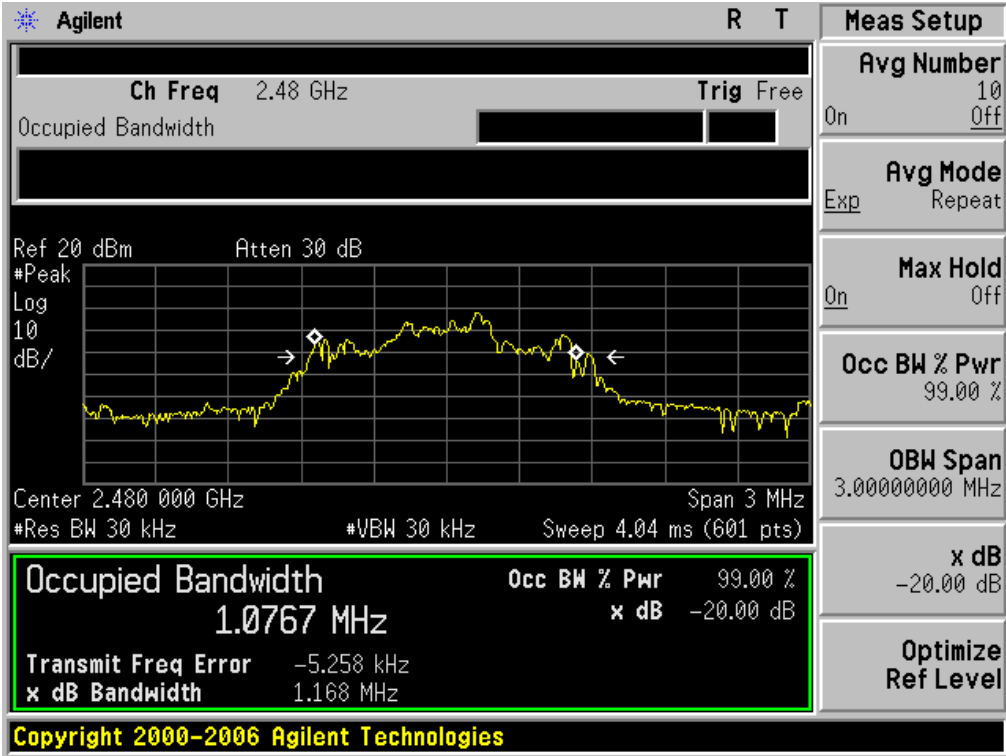 Agilent R T
Ch Freq 2.48 GHz Trig Free
Occupied Bandwidth
Ref 20 dBm Atten 30 dB
#Peak
Log
10
dB/
Center 2.480 000 GHz Span 3 MHz
#Res BW 30 kHz #VBW 30 kHz Sweep 4.04 ms (601 pts)
Occupied Bandwidth Occ BW % Pwr 99.00 %
1.0767 MHz x dB -20.00 dB
Transmit Freq Error -5.258 kHz
x dB Bandwidth 1.168 MHz
Copyright 2000-2006 Agilent Technologies
Meas Setup
Avg Number
10
On Off
Avg Mode
Exp Repeat
Max Hold
On Off
Occ BW % Pwr
99.00 %
OBW Span
3.00000000 MHz
x dB
-20.00 dB
Optimize
Ref Level